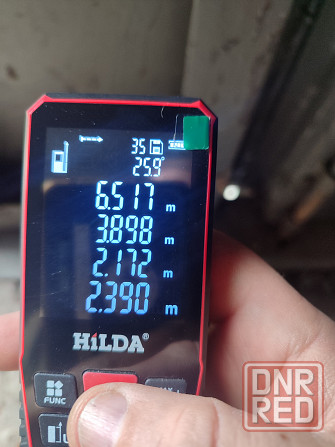 35
25.9°
6.517 m
3.898 m
2.172 m
2.390 m
HiLDA®
FUNC
DNR
RED